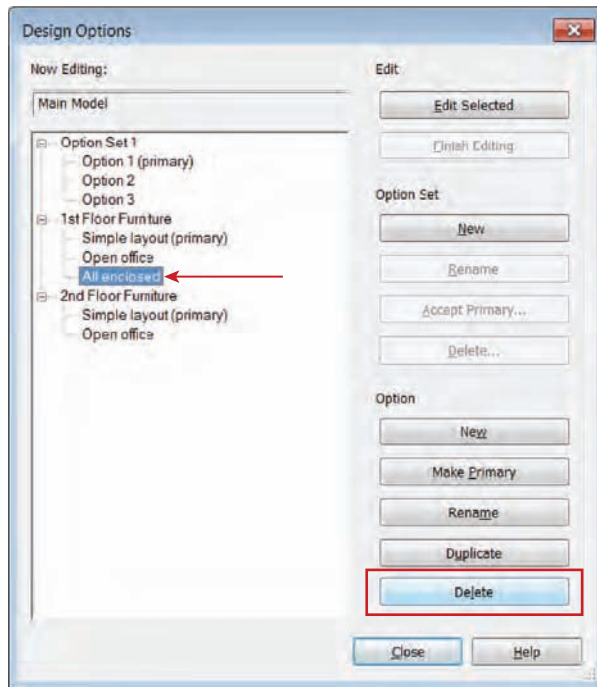 Design Options
Now Editing:
Main Model
Option Set 1
Option 1 (primary)
Option 2
Option 3
1st Floor Furniture
Simple layout (primary)
Open office
All enclosed
2nd Floor Furniture
Simple layout (primary)
Open office
Edit
Edit Selected
Finish Editing
Option Set
New
Rename
Accept Primary...
Delete...
Option
New
Make Primary
Rename
Duplicate
Delete
Close
Help